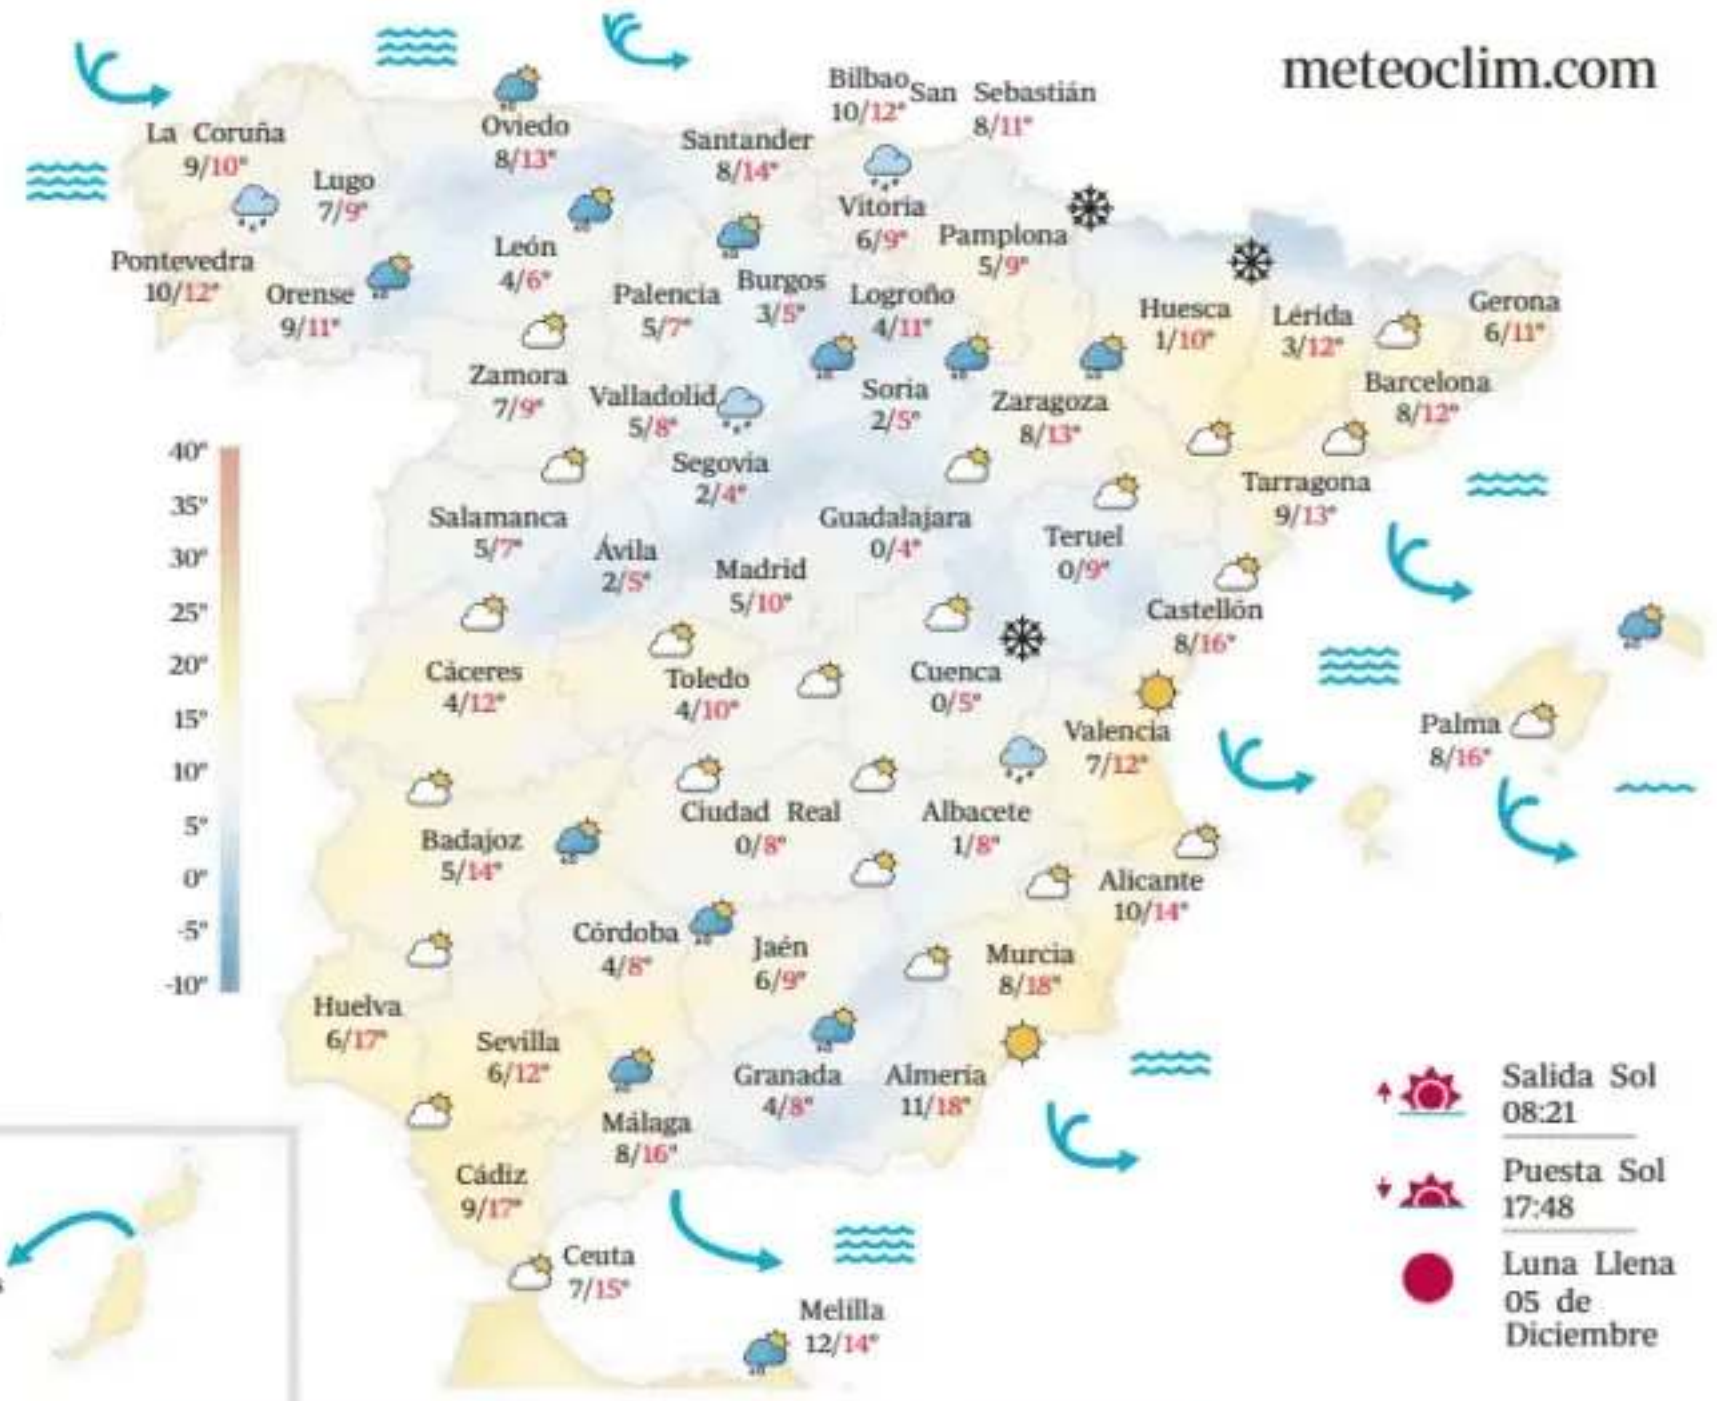 meteoclim.com
La Coruña
9/10°
Lugo
7/9°
Oviedo
8/13°
Santander
8/14°
Bilbao
10/12°
San Sebastián
8/11°
Vitoria
6/9°
Pamplona
5/9°
Pontevedra
10/12°
Orense
9/11°
León
4/6°
Palencia
5/7°
Burgos
3/5°
Logroño
4/11°
Huesca
1/10°
Lérida
3/12°
Gerona
6/11°
Zamora
7/9°
Valladolid
5/8°
Soria
2/5°
Zaragoza
8/13°
Barcelona
8/12°
Segovia
2/4°
Tarragona
9/13°
Salamanca
5/7°
Ávila
2/5°
Madrid
5/10°
Guadalajara
0/4°
Teruel
0/9°
Castellón
8/16°
Cáceres
4/12°
Toledo
4/10°
Cuenca
0/5°
Valencia
7/12°
Palma
8/16°
Badajoz
5/14°
Ciudad Real
0/8°
Albacete
1/8°
Alicante
10/14°
Córdoba
4/8°
Jaén
6/9°
Murcia
8/18°
Huelva
6/17°
Sevilla
6/12°
Málaga
8/16°
Granada
4/8°
Almería
11/18°
Cádiz
9/17°
Ceuta
7/15°
Melilla
12/14°
40°
35°
30°
25°
20°
15°
10°
5°
0°
-5°
-10°
Salida Sol
08:21
Puesta Sol
17:48
Luna Llena
05 de
Diciembre